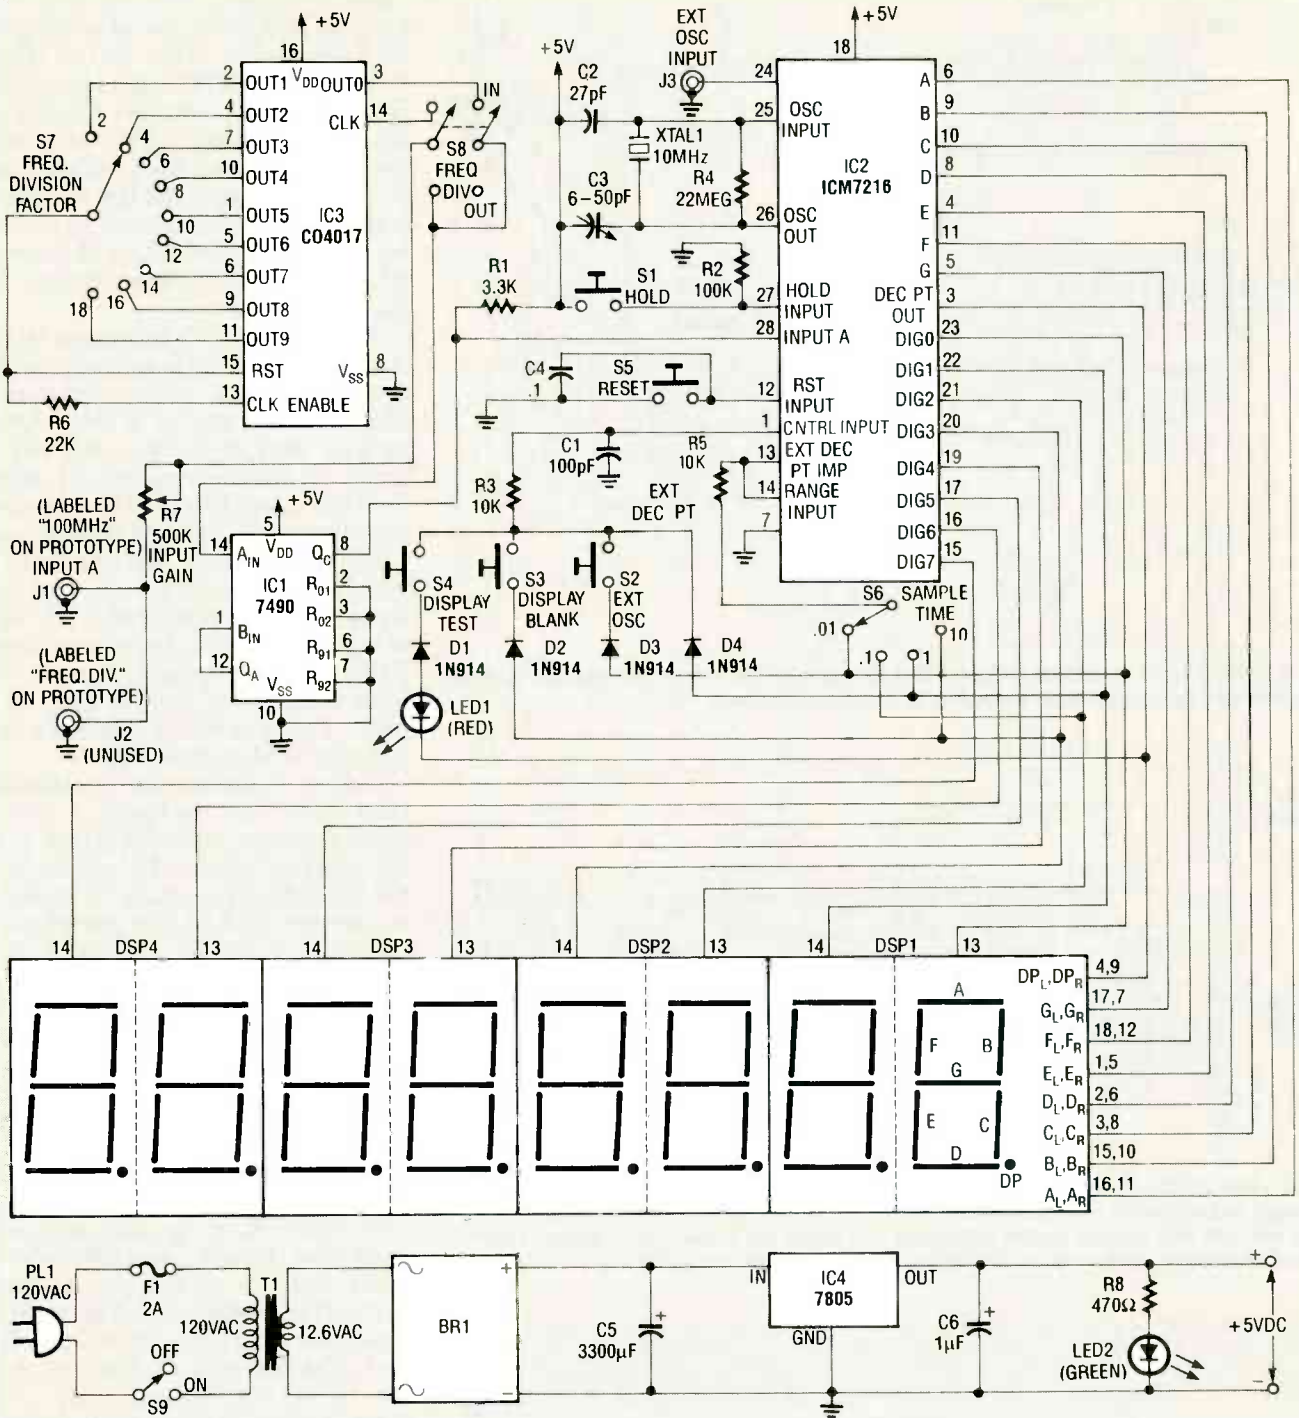 +5V
16
2
OUT1
VDD
OUT0
3
4
OUT2
CLK
14
7
OUT3
10
OUT4
1
OUT5
IC3
CO4017
5
OUT6
6
OUT7
9
OUT8
11
OUT9
15
RST
VSS
8
13
CLK ENABLE
S7
FREQ.
DIVISION
FACTOR
2
4
6
8
10
12
14
16
18
R6
22K
IN
S8
FREQ
DIV
OUT
(LABELED
"100MHz"
ON PROTOTYPE)
INPUT A
J1
R7
500K
INPUT
GAIN
(LABELED
"FREQ. DIV."
ON PROTOTYPE)
J2
(UNUSED)
+5V
5
14
AIN
VDD
QC
8
IC1
7490
R01
2
R02
3
1
BIN
R91
6
12
QA
R92
7
VSS
10
EXT
OSC
INPUT
J3
+5V
C2
27pF
XTAL1
10MHz
C3
6–50pF
R4
22MEG
R1
3.3K
S1
HOLD
R2
100K
C4
.1
S5
RESET
C1
100pF
R5
10K
R3
10K
EXT
DEC PT
S4
DISPLAY
TEST
S3
DISPLAY
BLANK
S2
EXT
OSC
D1
1N914
D2
1N914
D3
1N914
D4
1N914
LED1
(RED)
S6
SAMPLE
TIME
.01
.1
1
10
+5V
18
24
25
OSC
INPUT
IC2
ICM7216
26
OSC
OUT
27
HOLD
INPUT
28
INPUT A
12
RST
INPUT
1
CNTRL INPUT
13
EXT DEC
PT IMP
14
RANGE
INPUT
7
A
6
B
9
C
10
D
8
E
4
F
11
G
5
DEC PT
OUT
3
DIG0
23
DIG1
22
DIG2
21
DIG3
20
DIG4
19
DIG5
17
DIG6
16
DIG7
15
14
DSP4
13
14
DSP3
13
14
DSP2
13
14
DSP1
13
A
F
B
G
E
C
D
DP
DPL,DPR
4,9
GL,GR
17,7
FL,FR
18,12
EL,ER
1,5
DL,DR
2,6
CL,CR
3,8
BL,BR
15,10
AL,AR
16,11
PL1
120VAC
F1
2A
T1
120VAC
12.6VAC
OFF
ON
S9
BR1
+
−
C5
3300µF
+
IN
IC4
7805
OUT
GND
C6
1µF
+
R8
470Ω
LED2
(GREEN)
+
+5VDC
−